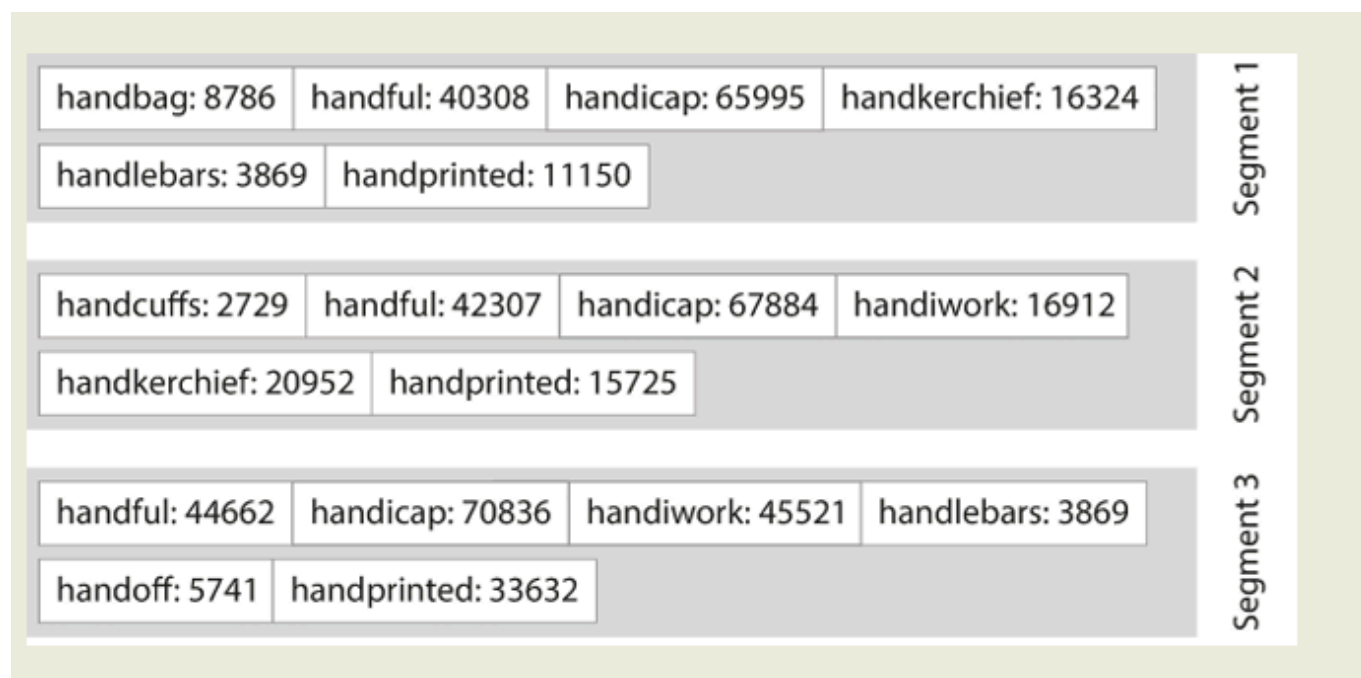 handbag: 8786 handful: 40308 handicap: 65995 handkerchief: 16324
handlebars: 3869 handprinted: 11150
Segment 1
handcuffs: 2729 handful: 42307 handicap: 67884 handiwork: 16912
handkerchief: 20952 handprinted: 15725
Segment 2
handful: 44662 handicap: 70836 handiwork: 45521 handlebars: 3869
handoff: 5741 handprinted: 33632
Segment 3